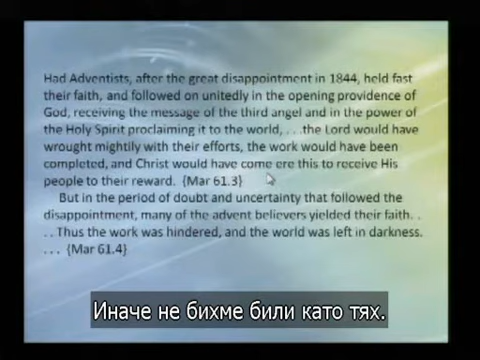 Had Adventists, after the great disappointment in 1844, held fast
their faith, and followed on unitedly in the opening providence of
God, receiving the message of the third angel and in the power of
the Holy Spirit proclaiming it to the world, . . .the Lord would have
wrought mightily with their efforts, the work would have been
completed, and Christ would have come ere this to receive His
people to their reward. {Mar 61.3}
But in the period of doubt and uncertainty that followed the
disappointment, many of the advent believers yielded their faith. .
. . Thus the work was hindered, and the world was left in darkness.
. . . {Mar 61.4}
Иначе не бихме били като тях.